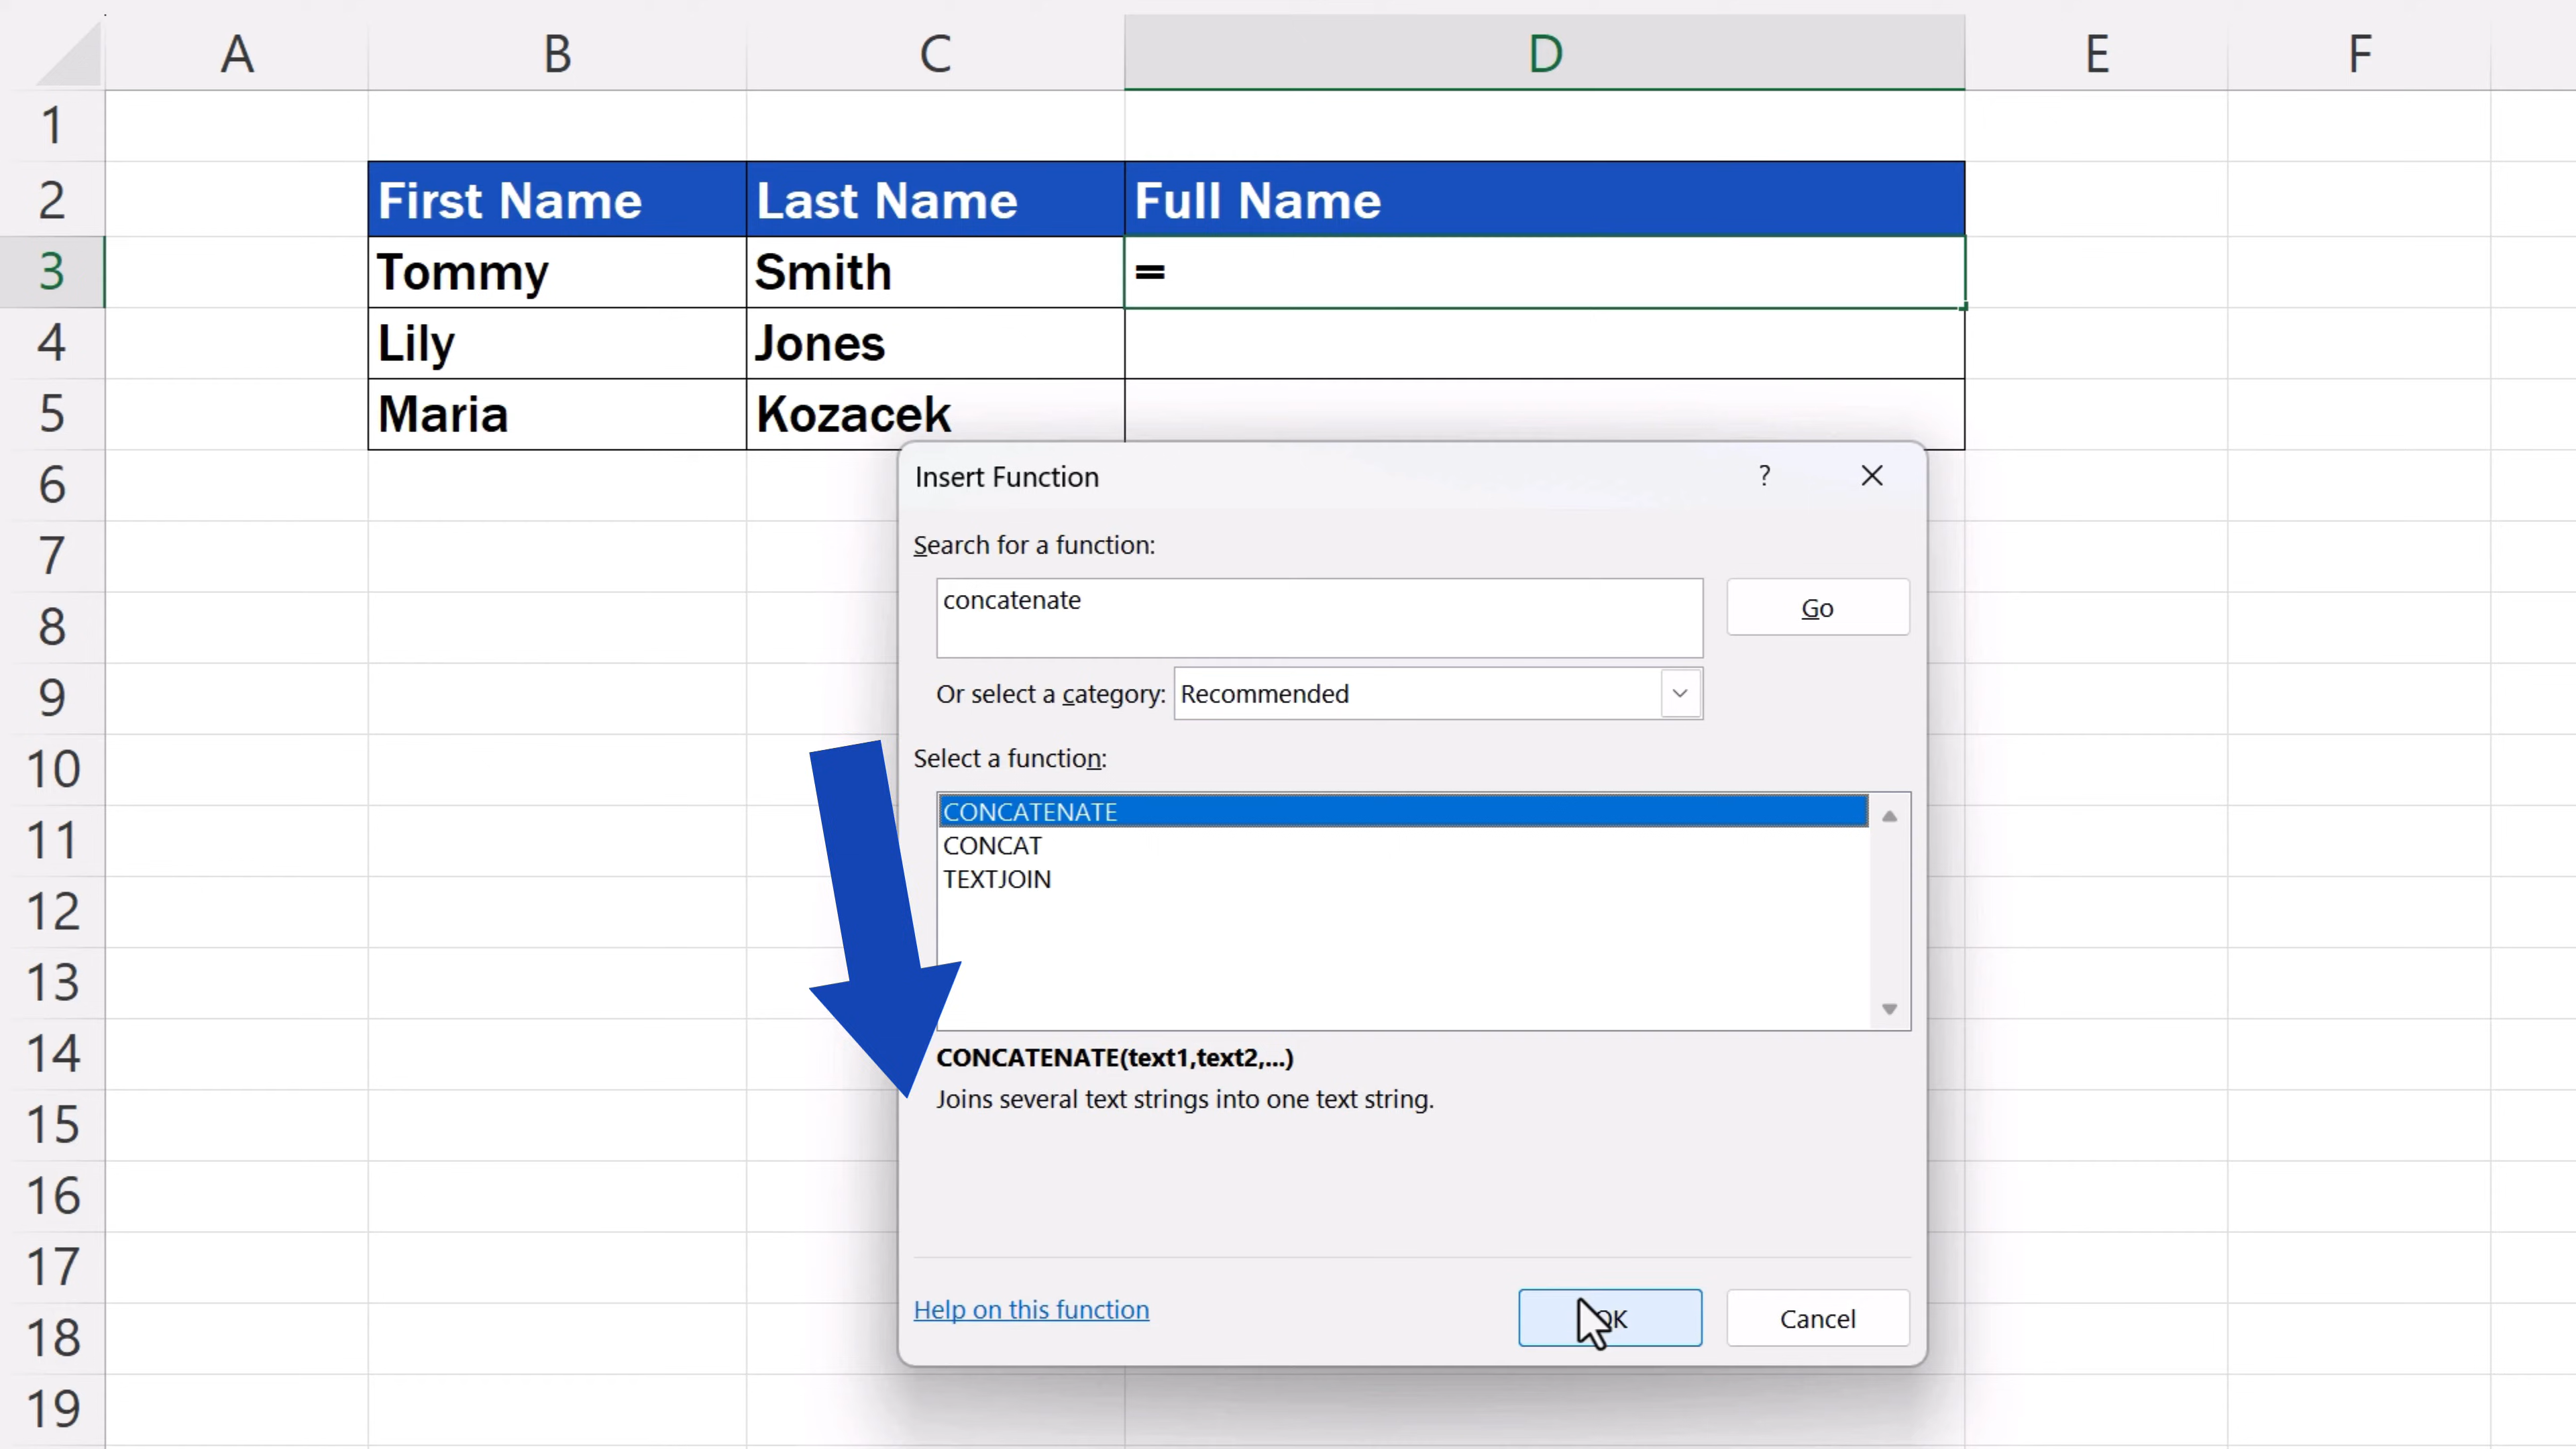 A B C D E F
1
2 First Name Last Name Full Name
3 Tommy Smith =
4 Lily Jones
5 Maria Kozacek
6
Insert Function ?
Search for a function:
7
concatenate Go
8
Or select a category: Recommended
9
Select a function:
10
CONCATENATE
11
CONCAT
TEXTJOIN
12
13
14
CONCATENATE(text1,text2,...)
Joins several text strings into one text string.
15
16
17
Help on this function OK Cancel
18
19